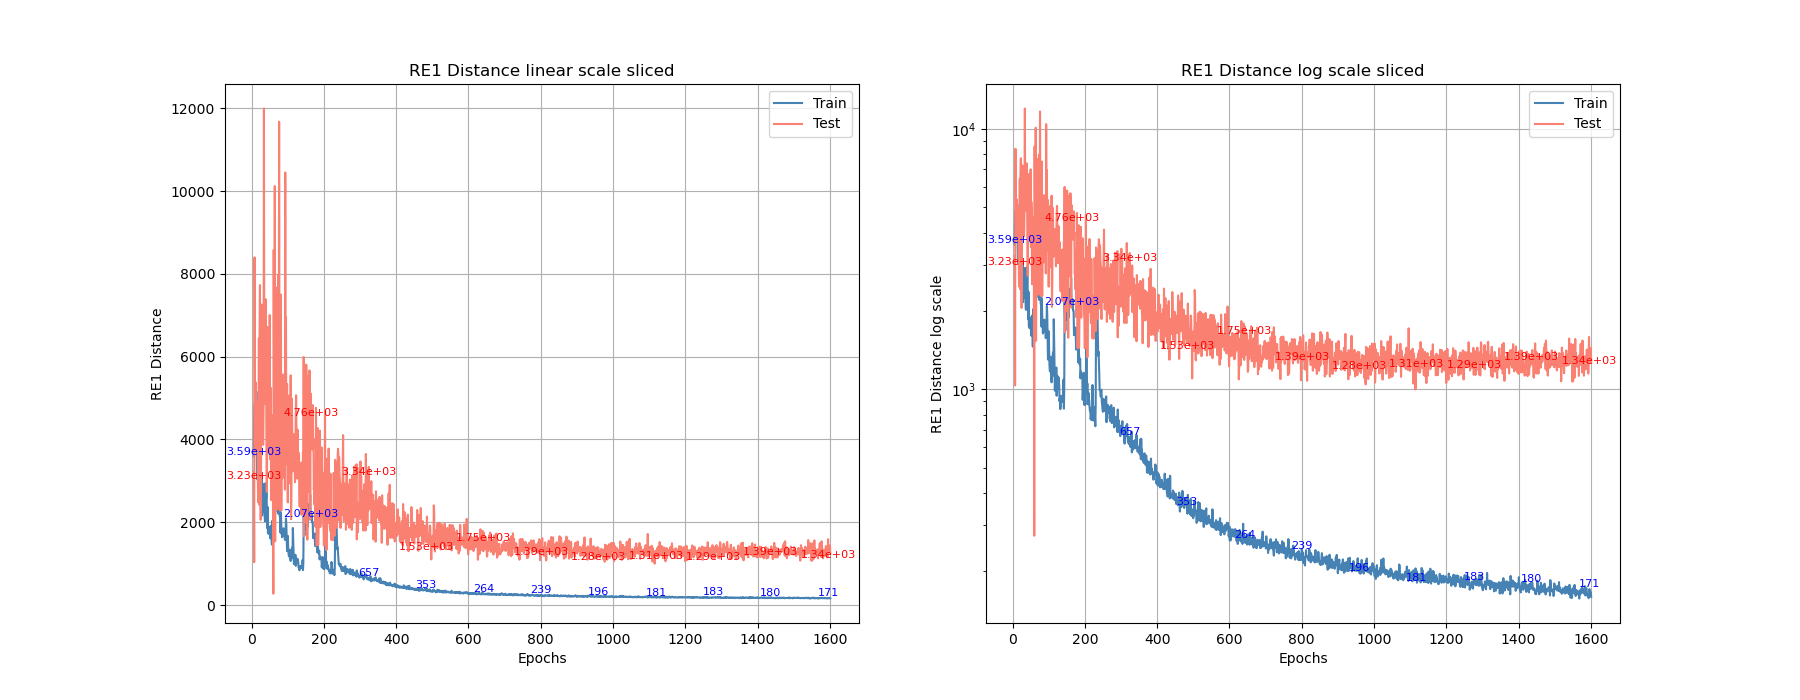 RE1 Distance linear scale sliced
RE1 Distance
12000
10000
8000
6000
4000
2000
0
Train
Test
3.59e+03
3.23e+03
4.76e+03
2.07e+03
3.34e+03
657
1.53e+03
353
1.75e+03
264
1.39e+03
239
1.28e+03
196
1.31e+03
181
1.29e+03
183
1.39e+03
180
1.34e+03
171
0 200 400 600 800 1000 1200 1400 1600
Epochs
RE1 Distance log scale sliced
RE1 Distance log scale
10^4
10^3
Train
Test
3.59e+03
3.23e+03
4.76e+03
2.07e+03
3.34e+03
657
1.53e+03
353
1.75e+03
264
1.39e+03
239
1.28e+03
196
1.31e+03
181
1.29e+03
183
1.39e+03
180
1.34e+03
171
0 200 400 600 800 1000 1200 1400 1600
Epochs